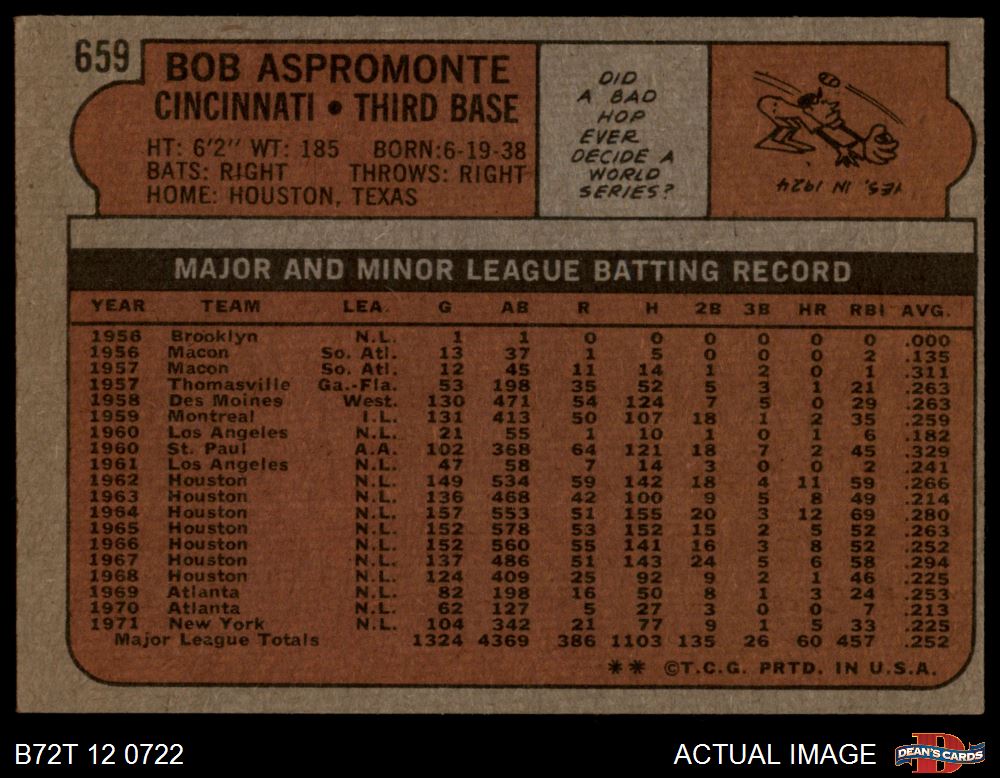 659
BOB ASPROMONTE
CINCINNATI • THIRD BASE
HT: 6'2" WT: 185 BORN:6-19-38
BATS: RIGHT THROWS: RIGHT
HOME: HOUSTON, TEXAS
DID
A BAD
HOP
EVER
DECIDE A
WORLD
SERIES?
YES, IN 1924
MAJOR AND MINOR LEAGUE BATTING RECORD
YEAR TEAM LEA. G AB R H 2B 3B HR RBI AVG.
1956 Brooklyn N.L. 1 1 0 0 0 0 0 0 .000
1956 Macon So. Atl. 13 37 1 5 0 0 0 2 .135
1957 Macon So. Atl. 12 45 11 14 1 2 0 1 .311
1957 Thomasville Ga.-Fla. 53 198 35 52 5 3 1 21 .263
1958 Des Moines West. 130 471 54 124 7 5 0 29 .263
1959 Montreal I.L. 131 413 50 107 18 1 2 35 .259
1960 Los Angeles N.L. 21 55 1 10 1 0 1 6 .182
1960 St. Paul A.A. 102 368 64 121 18 7 2 45 .329
1961 Los Angeles N.L. 47 58 7 14 3 0 0 2 .241
1962 Houston N.L. 149 534 59 142 18 4 11 59 .266
1963 Houston N.L. 136 468 42 100 9 5 8 49 .214
1964 Houston N.L. 157 553 51 155 20 3 12 69 .280
1965 Houston N.L. 152 578 53 152 15 2 5 52 .263
1966 Houston N.L. 152 560 55 141 16 3 8 52 .252
1967 Houston N.L. 137 486 51 143 24 5 6 58 .294
1968 Houston N.L. 124 409 25 92 9 2 1 46 .225
1969 Atlanta N.L. 82 198 16 50 8 1 3 24 .253
1970 Atlanta N.L. 62 127 5 27 3 0 0 7 .213
1971 New York N.L. 104 342 21 77 9 1 5 33 .225
Major League Totals 1324 4369 386 1103 135 26 60 457 .252
** ©T.C.G. PRTD. IN U.S.A.
B72T 12 0722
ACTUAL IMAGE
DEAN'S CARDS